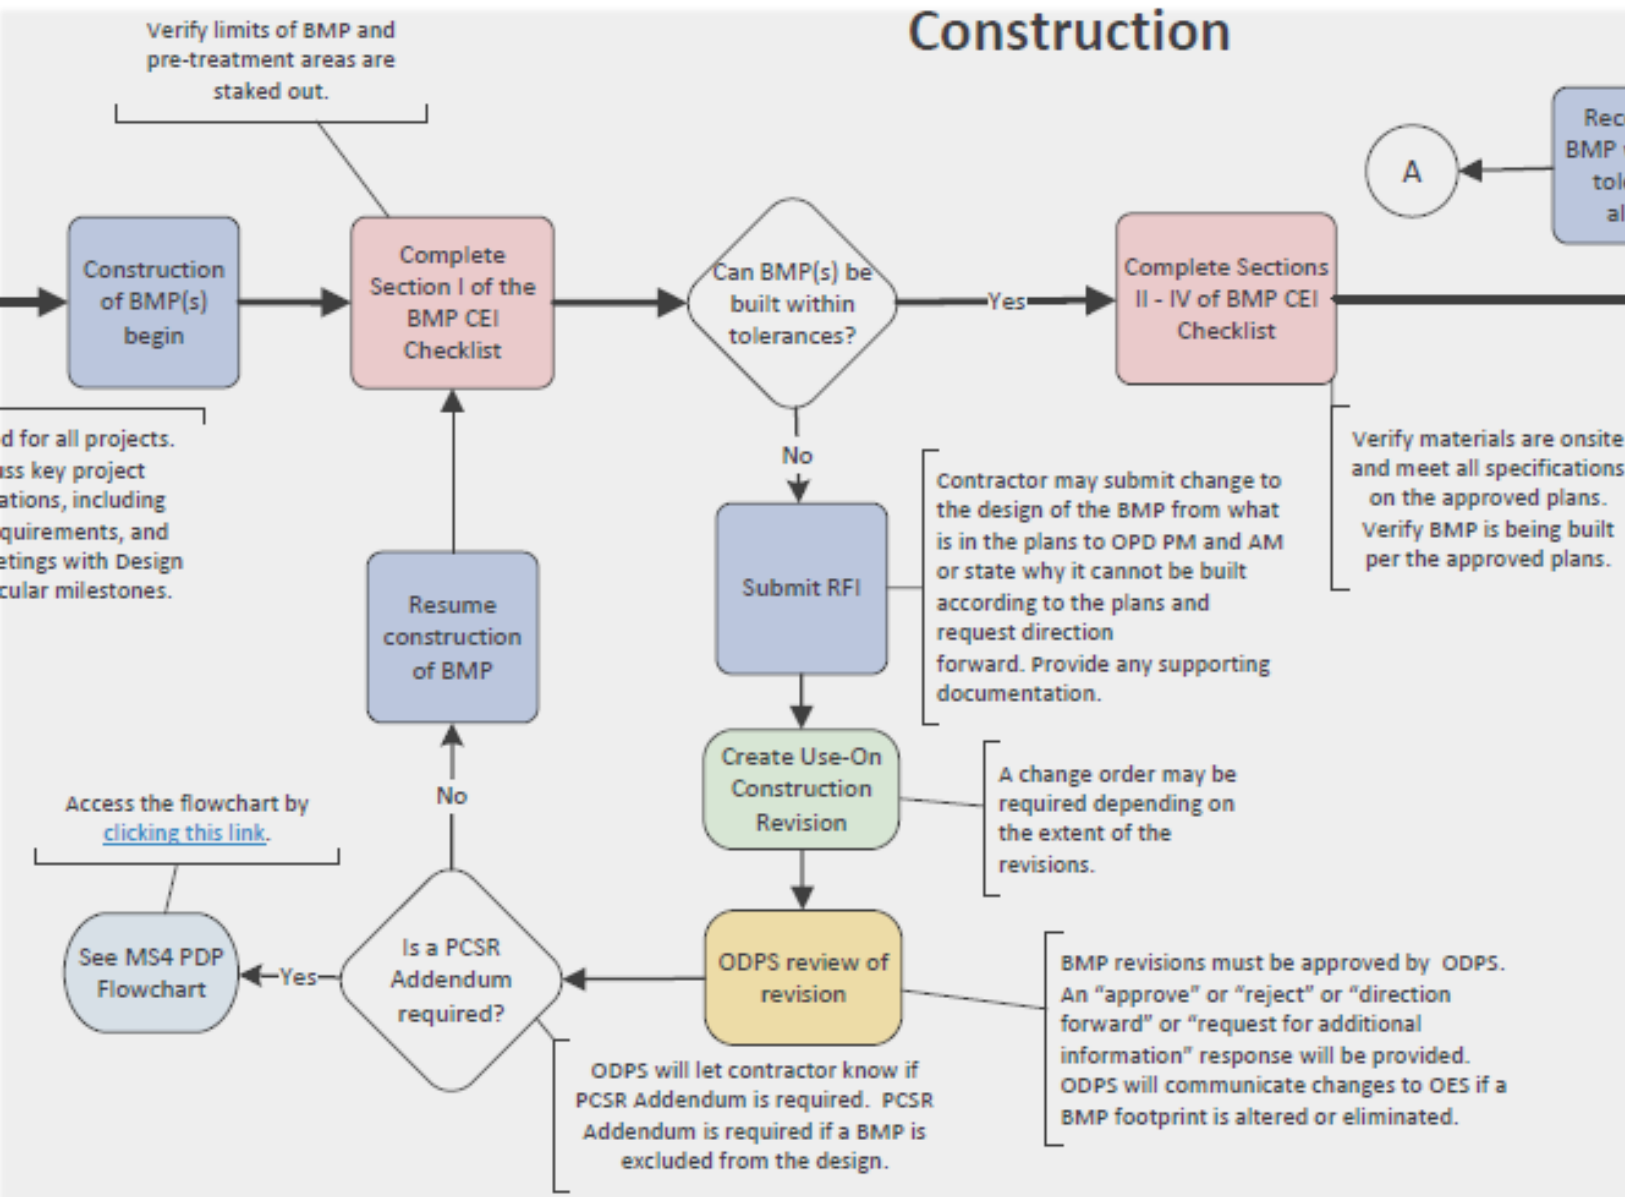 Construction
Verify limits of BMP and
pre-treatment areas are
staked out.
Construction
of BMP(s)
begin
Complete
Section I of the
BMP CEI
Checklist
Can BMP(s) be
built within
tolerances?
Yes
Complete Sections
II - IV of BMP CEI
Checklist
A
BMP
d for all projects.
key project
including
and
with Design
milestones.
No
Submit RFI
Contractor may submit change to
the design of the BMP from what
is in the plans to OPD PM and AM
or state why it cannot be built
according to the plans and
request direction
forward. Provide any supporting
documentation.
Verify materials are onsite
and meet all specifications
on the approved plans.
Verify BMP is being built
per the approved plans.
Resume
construction
of BMP
No
Create Use-On
Construction
Revision
A change order may be
required depending on
the extent of the
revisions.
Access the flowchart by
clicking this link.
See MS4 PDP
Flowchart
Yes
Is a PCSR
Addendum
required?
ODPS review of
revision
BMP revisions must be approved by ODPS.
An “approve” or “reject” or “direction
forward” or “request for additional
information” response will be provided.
ODPS will communicate changes to OES if a
BMP footprint is altered or eliminated.
ODPS will let contractor know if
PCSR Addendum is required. PCSR
Addendum is required if a BMP is
excluded from the design.